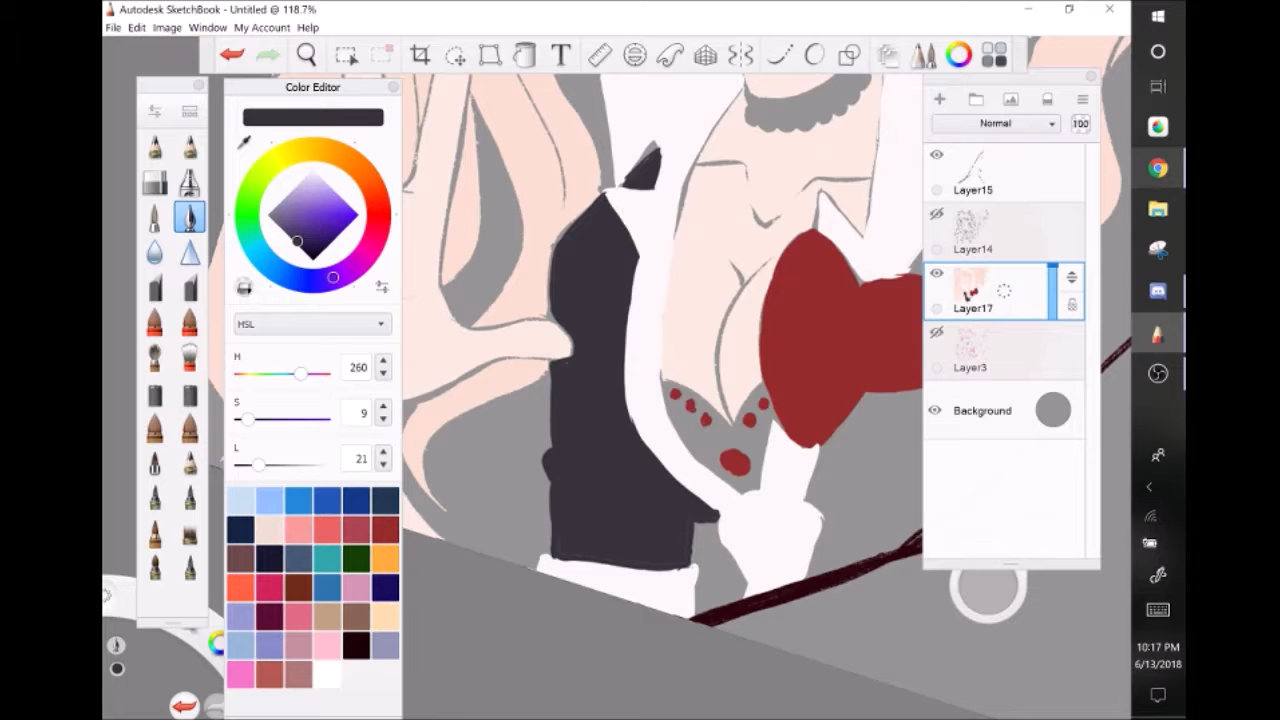 Autodesk SketchBook - Untitled @ 118.7%
File Edit Image Window My Account Help
T
Color Editor
HSL
H 260
S 9
L 21
Normal 100
Layer15
Layer14
Layer17
Layer3
Background
10:17 PM
6/13/2018